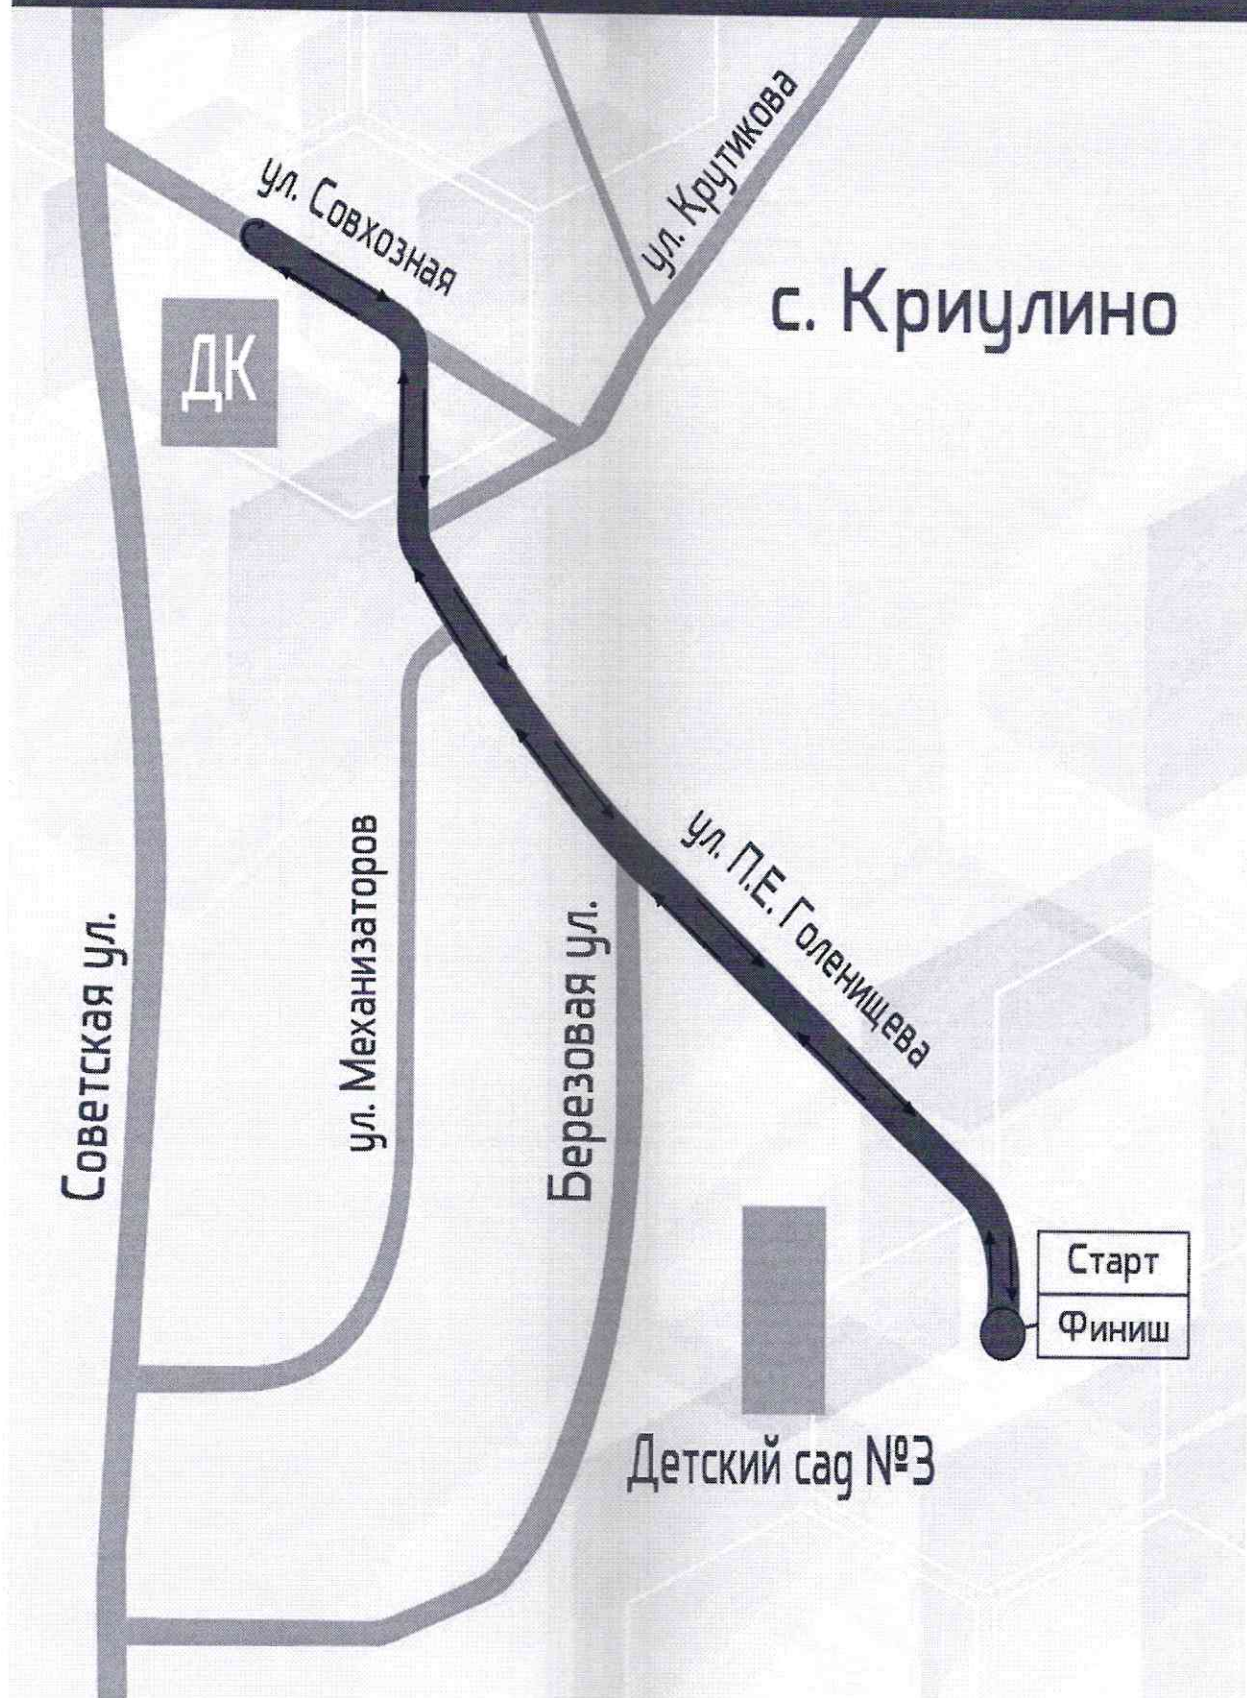 ул. Крутикова
ул. Совхозная
с. Криулино
ДК
ул. П.Е. Голенищева
ул. Механизаторов
Березовая ул.
Советская ул.
Старт
Финиш
Детский сад №3